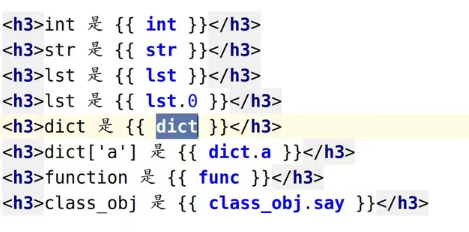 <h3>int 是 {{ int }}</h3>
<h3>str 是 {{ str }}</h3>
<h3>lst 是 {{ lst }}</h3>
<h3>lst 是 {{ lst.0 }}</h3>
<h3>dict 是 {{ dict }}</h3>
<h3>dict['a'] 是 {{ dict.a }}</h3>
<h3>function 是 {{ func }}</h3>
<h3>class_obj 是 {{ class_obj.say }}</h3>